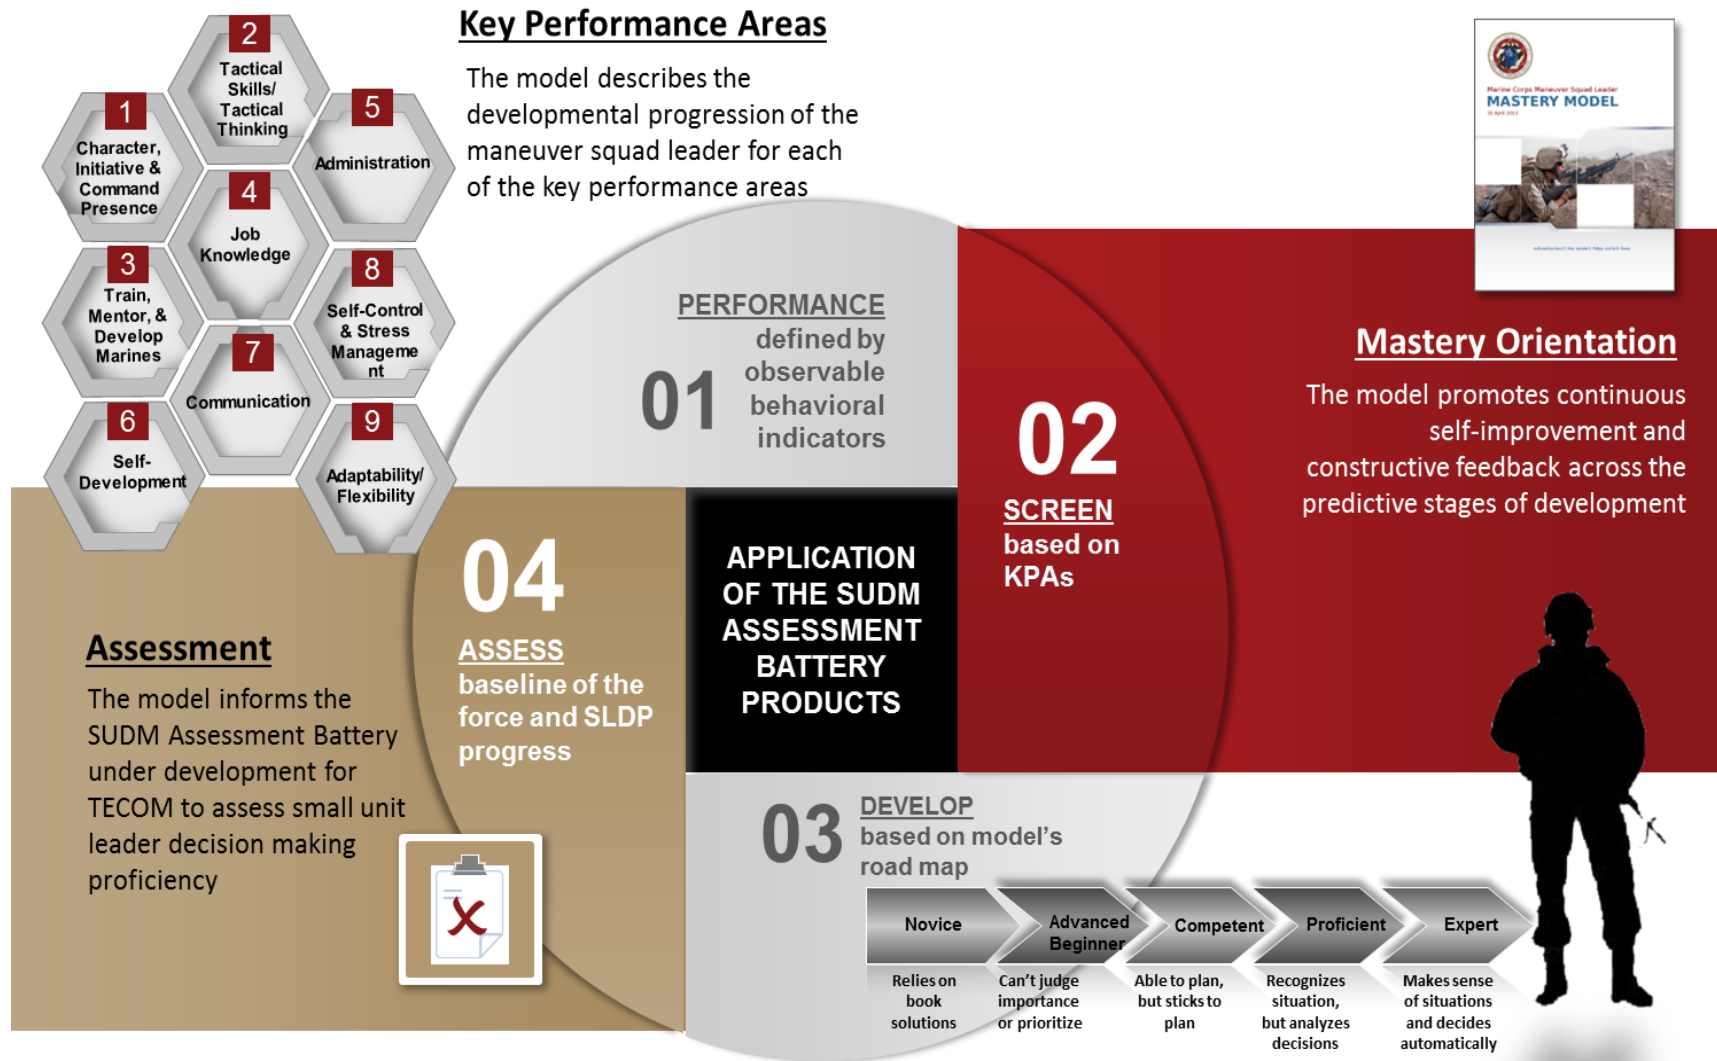 Key Performance Areas
The model describes the
developmental progression of the
maneuver squad leader for each
of the key performance areas
1
Character,
Initiative &
Command
Presence
2
Tactical
Skills/
Tactical
Thinking
5
Administration
4
Job
Knowledge
3
Train,
Mentor, &
Develop
Marines
8
Self-Control
& Stress
Manageme
nt
7
Communication
6
Self-
Development
9
Adaptability/
Flexibility
Marine Corps Maneuver Squad Leader
MASTERY MODEL
Mastery Orientation
The model promotes continuous
self-improvement and
constructive feedback across the
predictive stages of development
01
PERFORMANCE
defined by
observable
behavioral
indicators
02
SCREEN
based on
KPAs
APPLICATION
OF THE SUDM
ASSESSMENT
BATTERY
PRODUCTS
04
ASSESS
baseline of the
force and SLDP
progress
Assessment
The model informs the
SUDM Assessment Battery
under development for
TECOM to assess small unit
leader decision making
proficiency
03
DEVELOP
based on model's
road map
Novice
Advanced
Beginner
Competent
Proficient
Expert
Relies on
book
solutions
Can't judge
importance
or prioritize
Able to plan,
but sticks to
plan
Recognizes
situation,
but analyzes
decisions
Makes sense
of situations
and decides
automatically